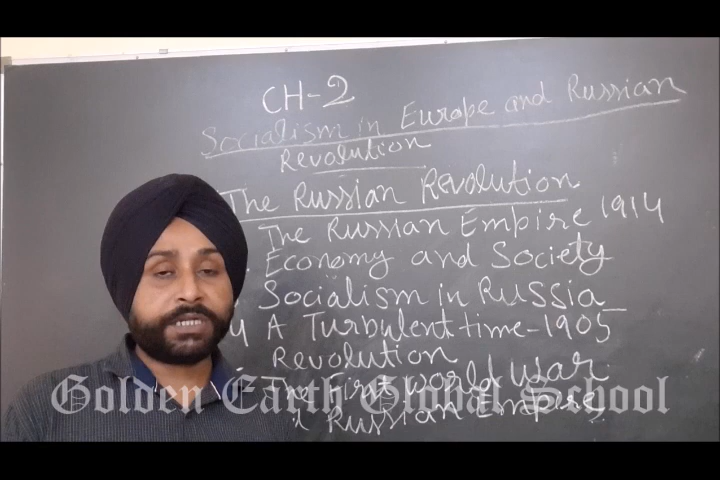 CH-2
Socialism in Europe and Russian
Revolution
The Russian Revolution
The Russian Empire 1914
Economy and Society
Socialism in Russia
4 A Turbulent time - 1905
Revolution
The First world war
Russian Empire
Golden Earth Global School